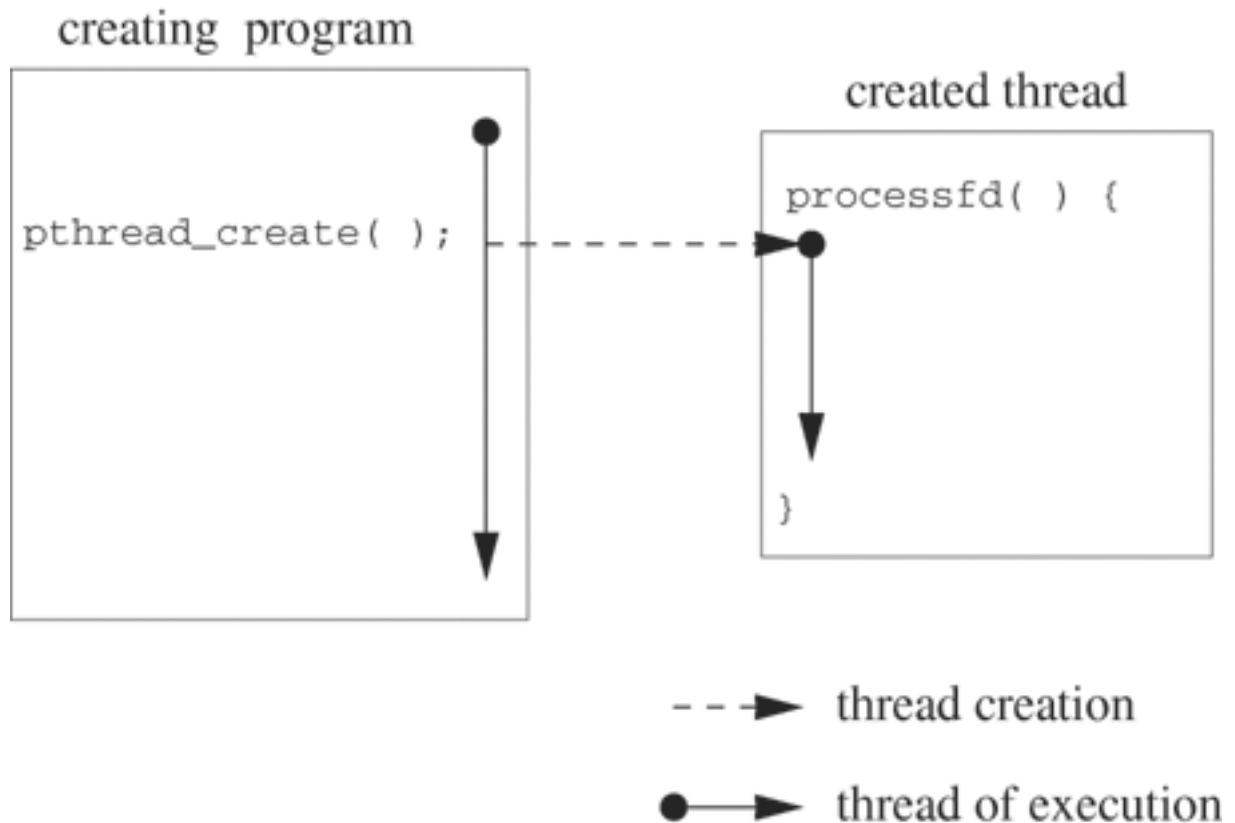 creating program
created thread
pthread_create( );
processfd( ) {
}
thread creation
thread of execution